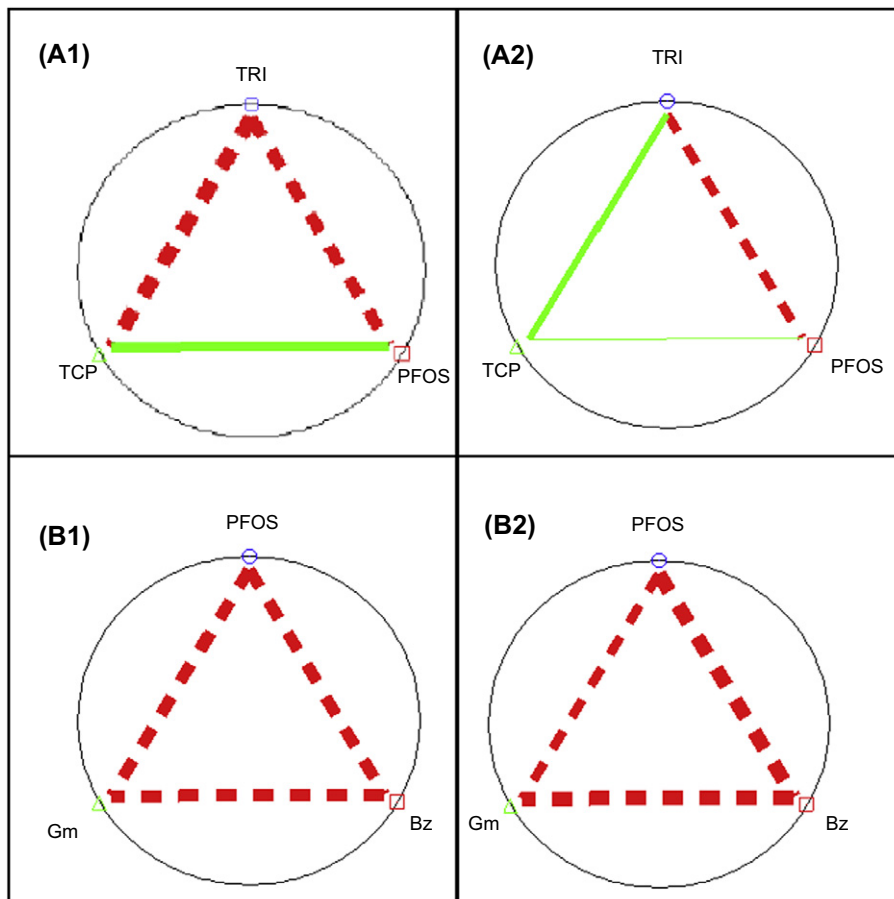 (A1)
TRI
TCP
PFOS
(A2)
TRI
TCP
PFOS
(B1)
PFOS
Gm
Bz
(B2)
PFOS
Gm
Bz